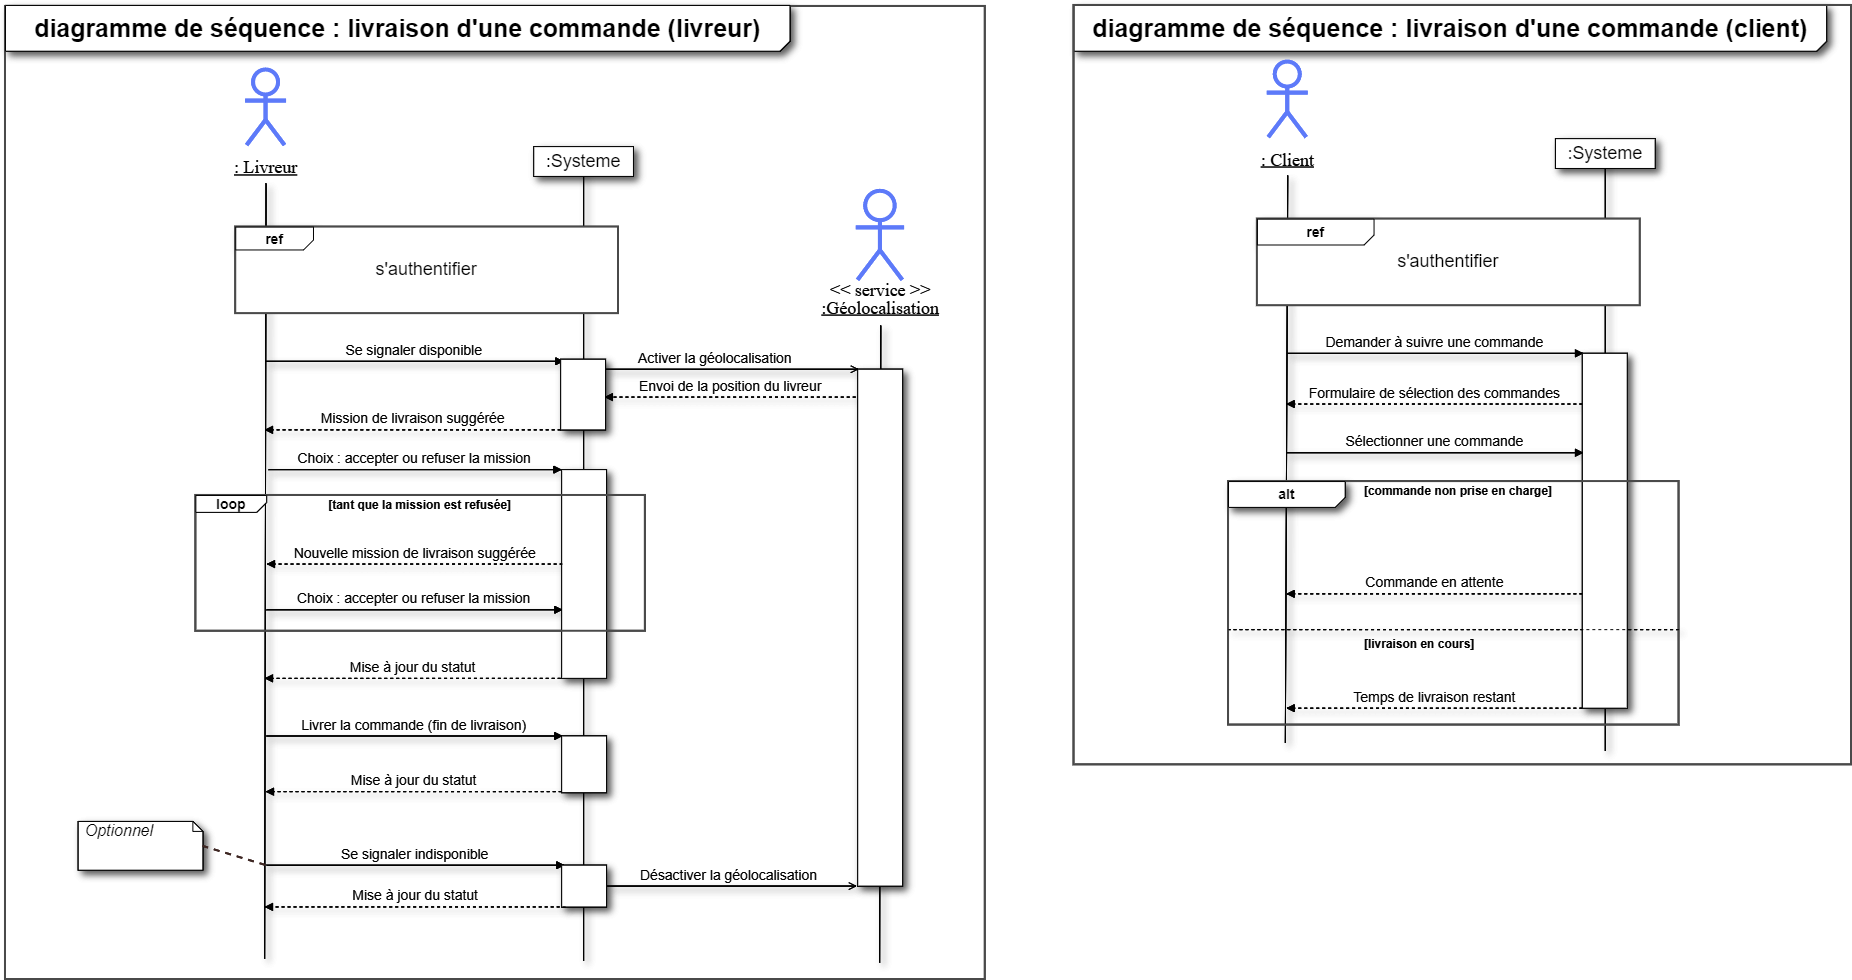 diagramme de séquence : livraison d'une commande (livreur)
: Livreur
:Systeme
<< service >>
:Géolocalisation
ref
s'authentifier
Se signaler disponible
Activer la géolocalisation
Envoi de la position du livreur
Mission de livraison suggérée
Choix : accepter ou refuser la mission
loop
[tant que la mission est refusée]
Nouvelle mission de livraison suggérée
Choix : accepter ou refuser la mission
Mise à jour du statut
Livrer la commande (fin de livraison)
Mise à jour du statut
Optionnel
Se signaler indisponible
Désactiver la géolocalisation
Mise à jour du statut
diagramme de séquence : livraison d'une commande (client)
: Client
:Systeme
ref
s'authentifier
Demander à suivre une commande
Formulaire de sélection des commandes
Sélectionner une commande
alt
[commande non prise en charge]
Commande en attente
[livraison en cours]
Temps de livraison restant